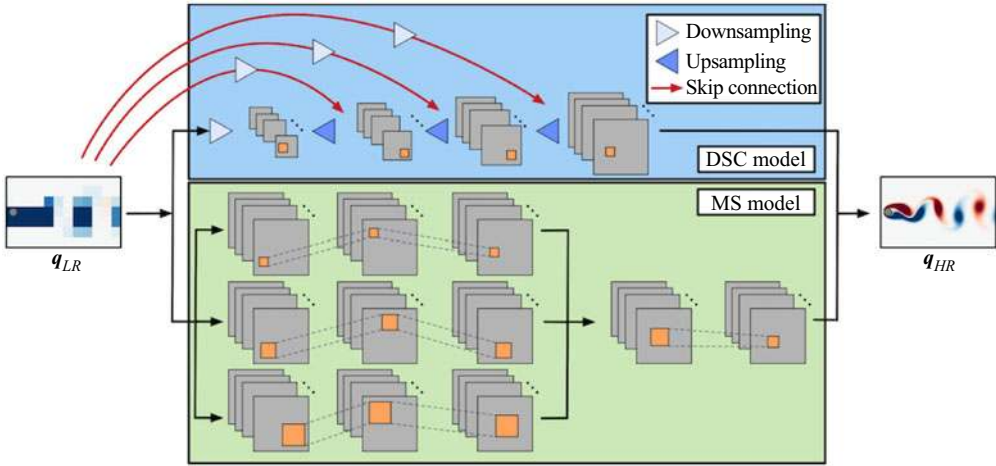 Downsampling
Upsampling
Skip connection
DSC model
MS model
q_LR
q_HR